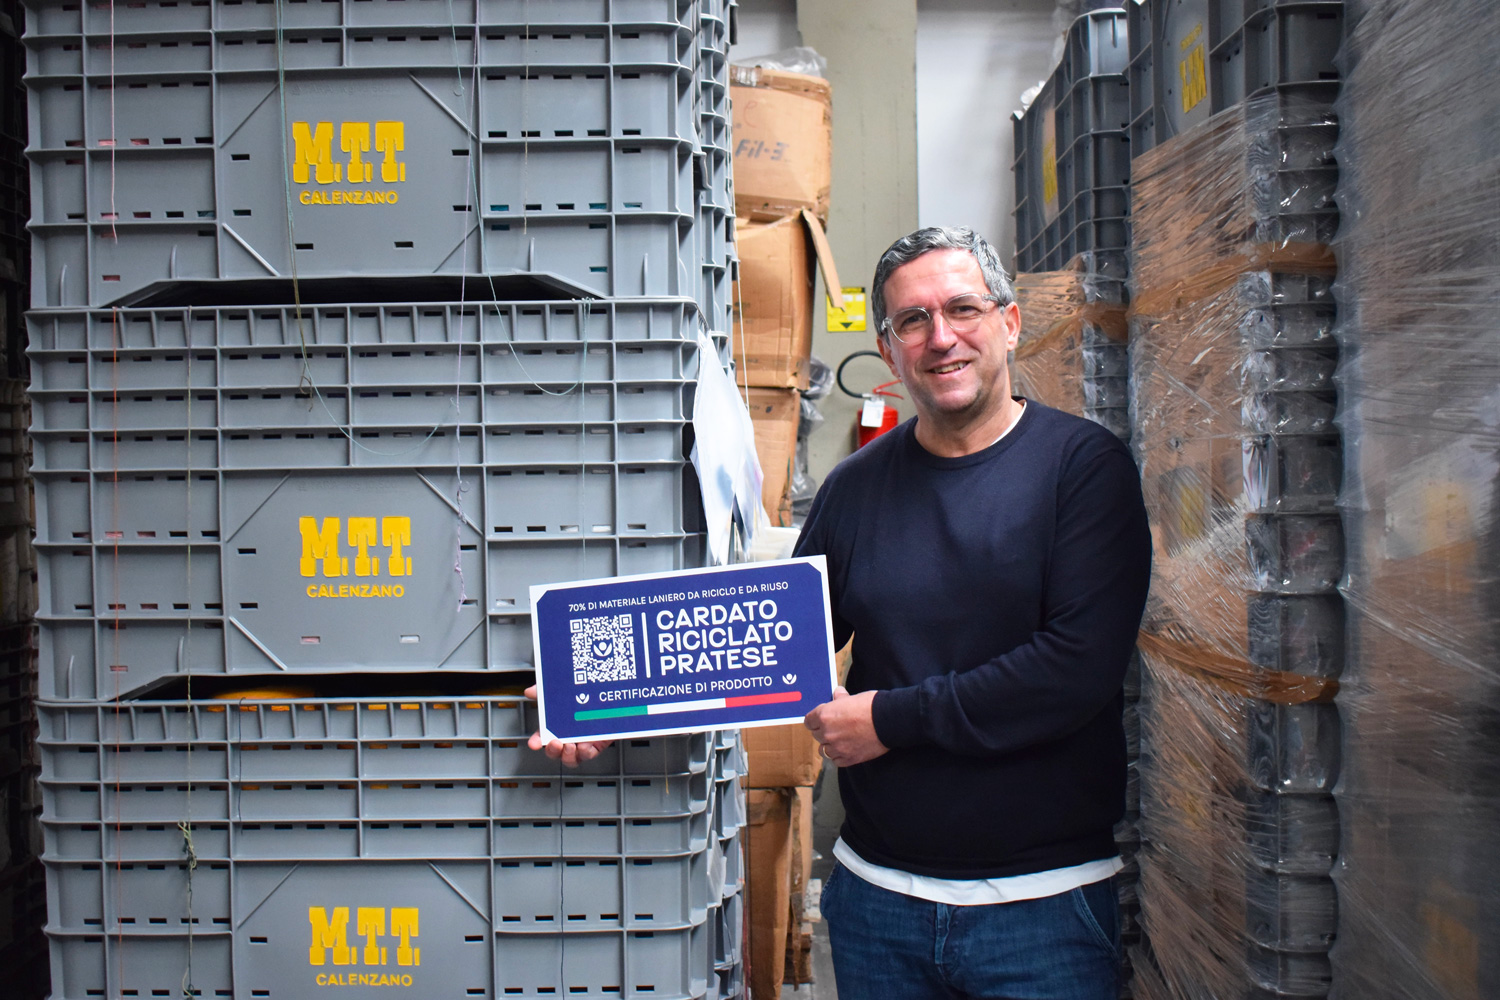 M.T.T.
CALENZANO
M.T.T.
CALENZANO
M.T.T.
CALENZANO
Fil-3
70% DI MATERIALE LANIERO DA RICICLO E DA RIUSO
CARDATO
RICICLATO
PRATESE
CERTIFICAZIONE DI PRODOTTO